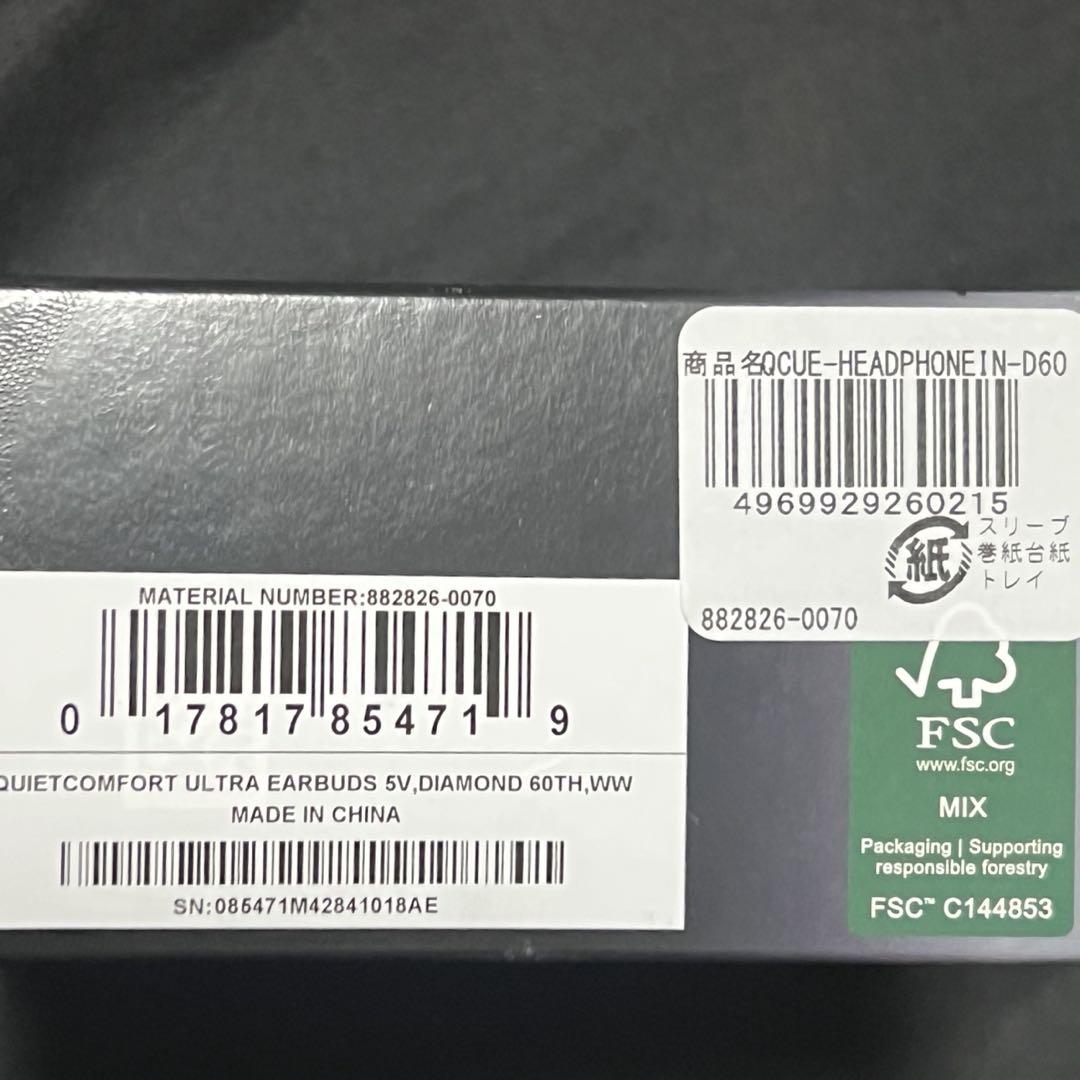 商品名QCUE-HEADPHONEIN-D60
4969929260215
紙
スリーブ
巻紙台紙
トレイ
882826-0070
MATERIAL NUMBER:882826-0070
0 17817 85471 9
QUIETCOMFORT ULTRA EARBUDS 5V,DIAMOND 60TH,WW
MADE IN CHINA
SN:085471M42841018AE
FSC
www.fsc.org
MIX
Packaging | Supporting
responsible forestry
FSC™ C144853